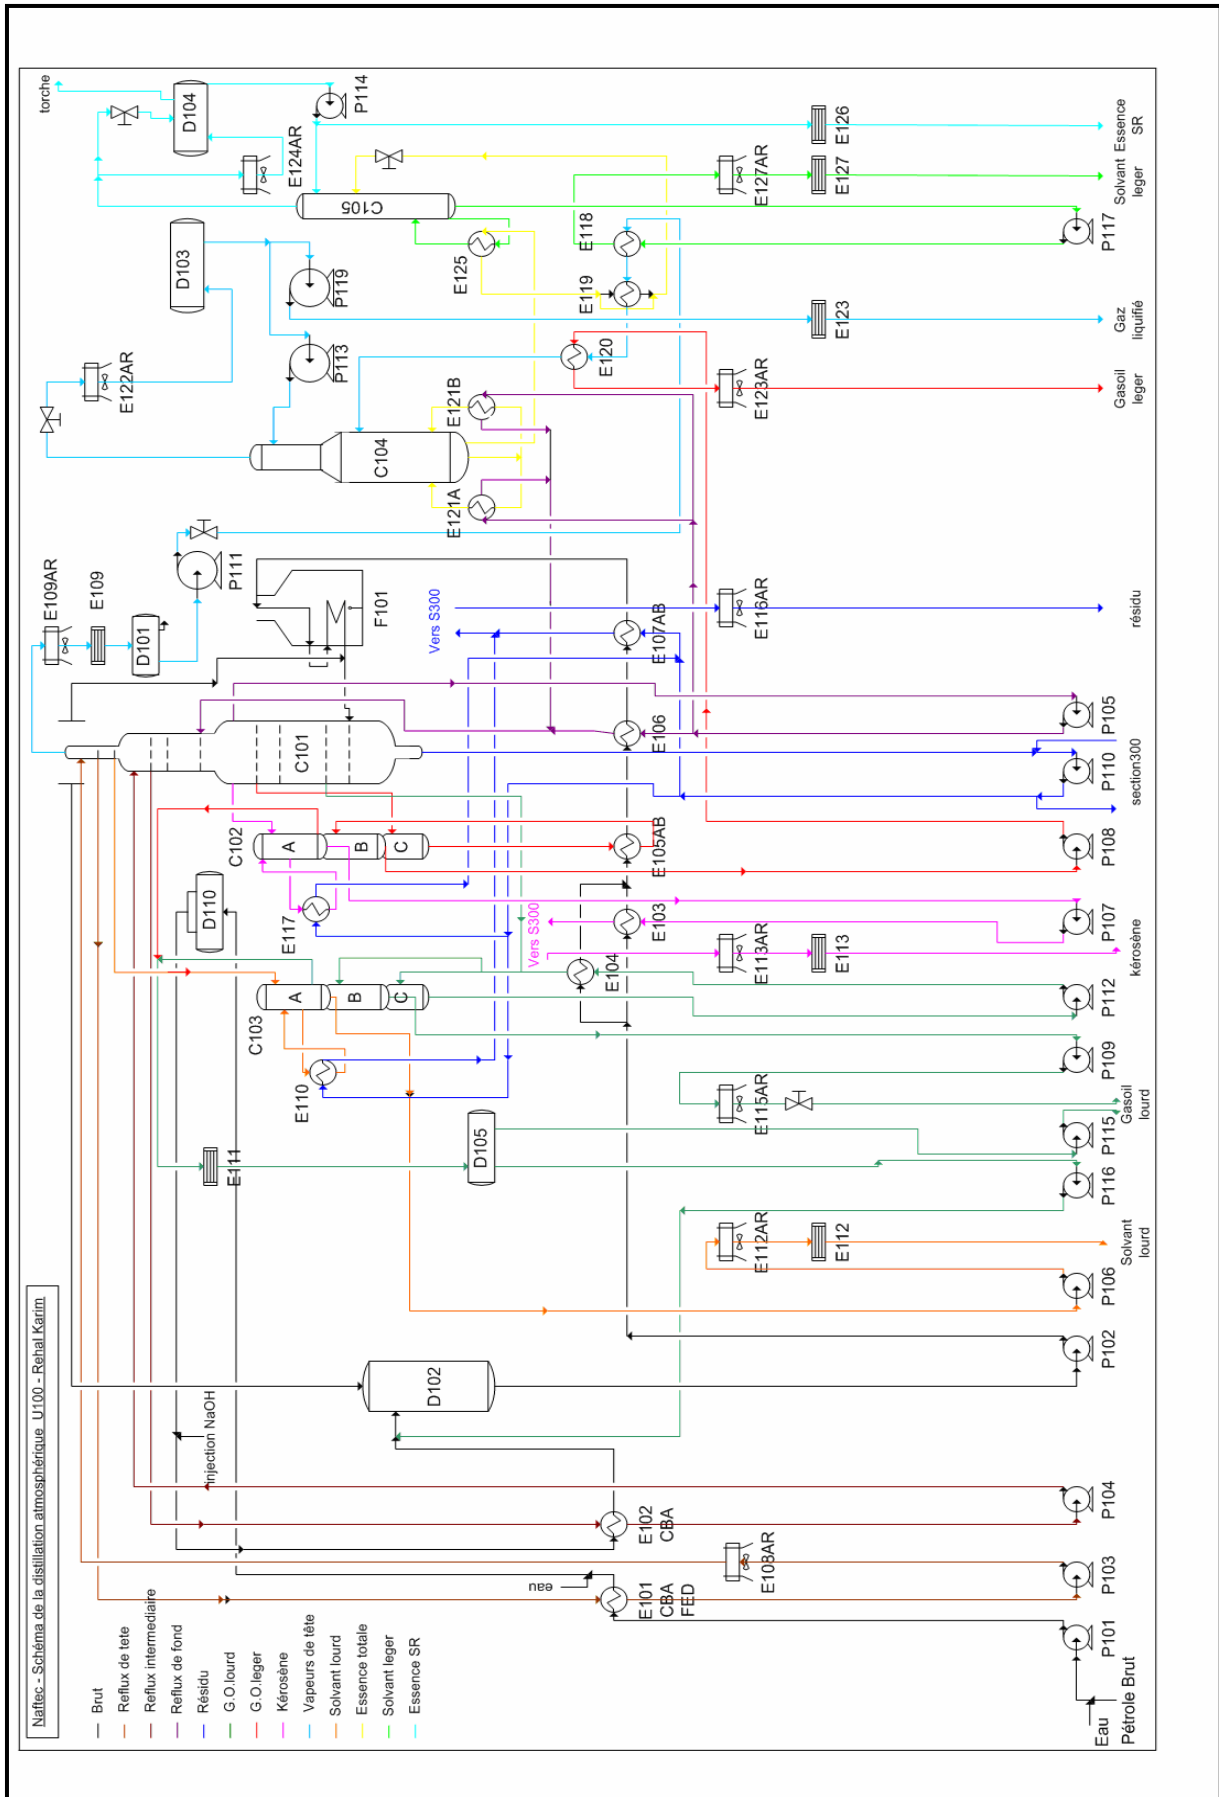 Naftec - Schéma de la distillation atmosphérique U100 - Rehal Karim
Brut
Reflux de tete
Reflux intermediaire
Reflux de fond
Résidu
G.O.lourd
G.O.leger
Kérosène
Vapeurs de tête
Solvant lourd
Essence totale
Solvant leger
Essence SR
Eau
Pétrole Brut
P101
E101
CBA
FED
eau
P103
E108AR
E102
CBA
P104
injection NaOH
D102
P102
P106
E112AR
E112
Solvant
lourd
E111
D105
P116
P115
Gasoil
lourd
E115AR
P109
P112
E110
C103
A
B
C
E104
D110
E117
Vers S300
E103
E113AR
E113
kérosène
P107
C102
A
B
C
E105AB
P108
section300
P110
P105
C101
E106
E107AB
Vers S300
E116AR
résidu
F101
D101
E109
E109AR
P111
E121A
E121B
C104
E122AR
P113
P119
D103
E120
E123AR
Gasoil
leger
E123
Gaz
liquifié
E119
E118
E125
C105
P117
E127AR
E127
Solvant
leger
E126
Essence
SR
E124AR
D104
P114
torche